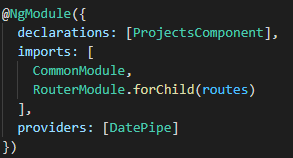 @NgModule({
  declarations: [ProjectsComponent],
  imports: [
    CommonModule,
    RouterModule.forChild(routes)
  ],
  providers: [DatePipe]
})